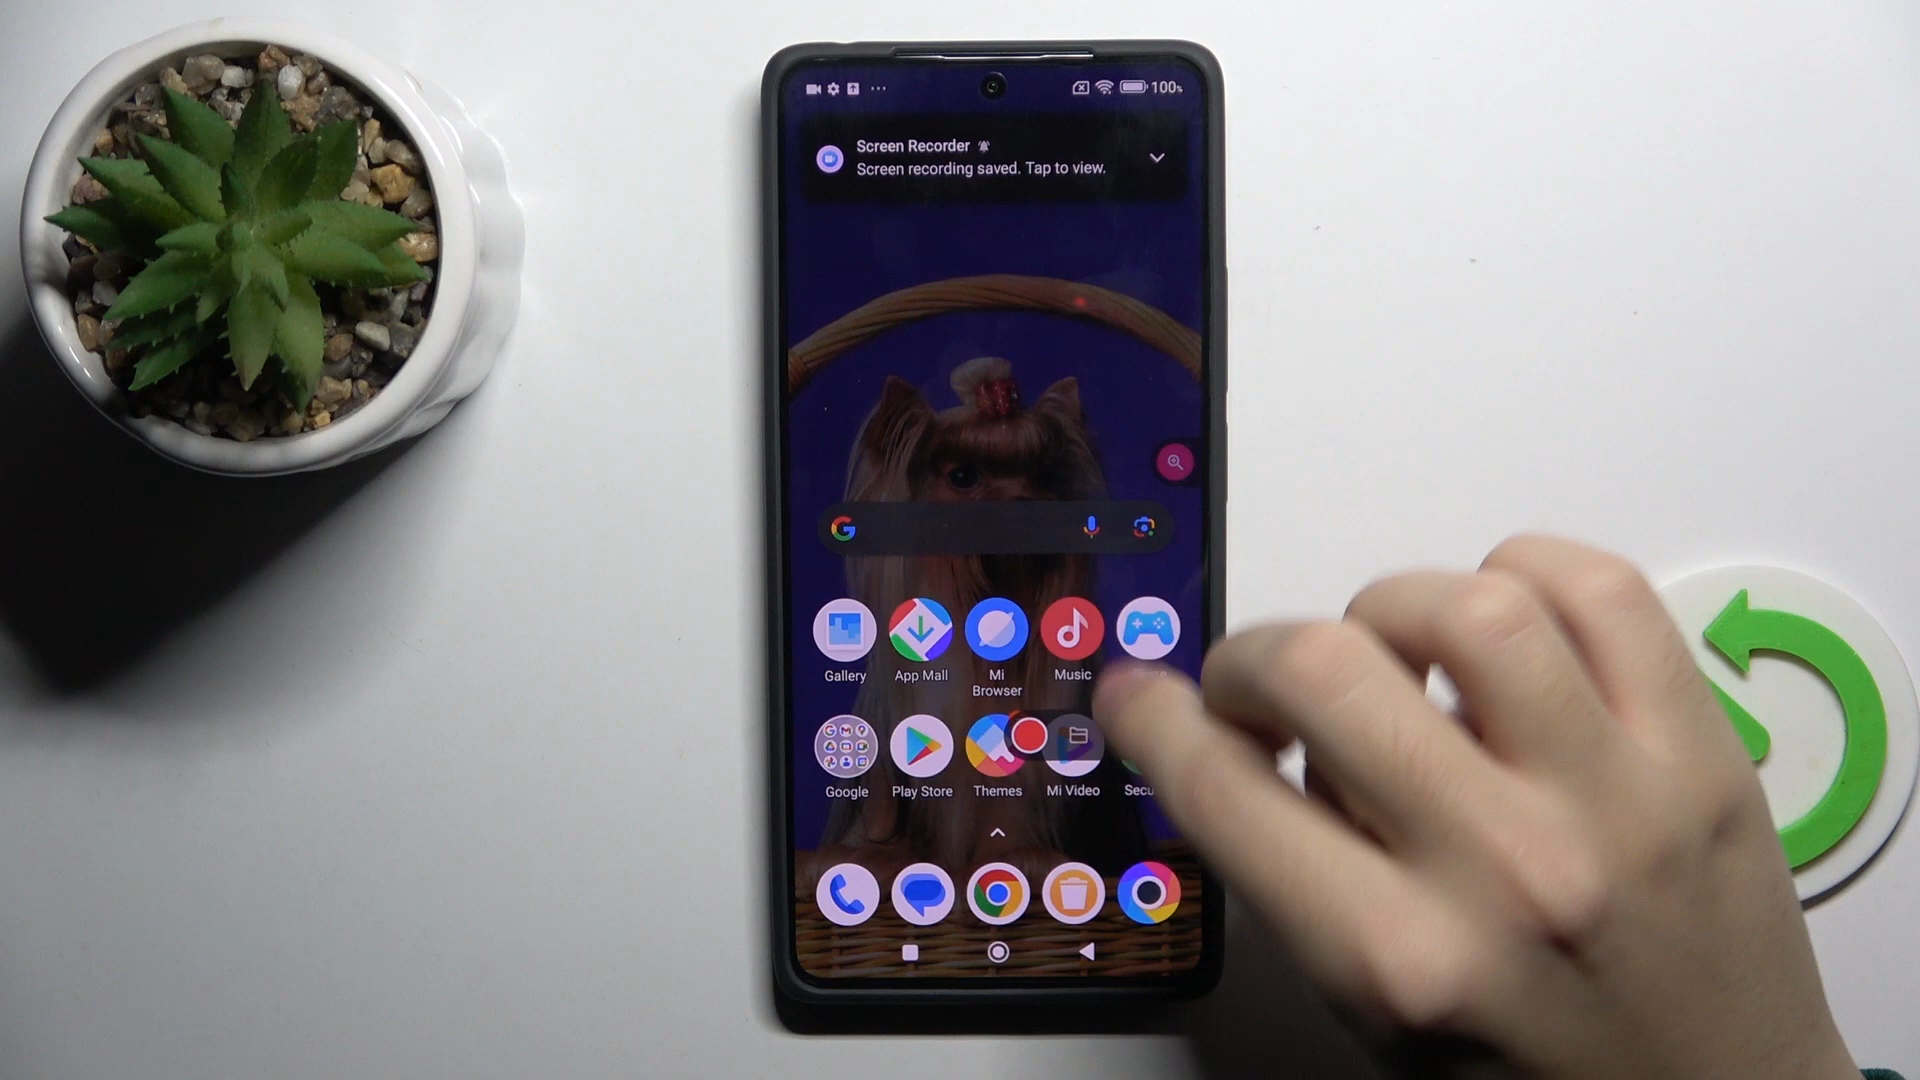 100%
Screen Recorder
Screen recording saved. Tap to view.
Gallery
App Mall
Mi Browser
Music
Google
Play Store
Themes
Mi Video
Secu